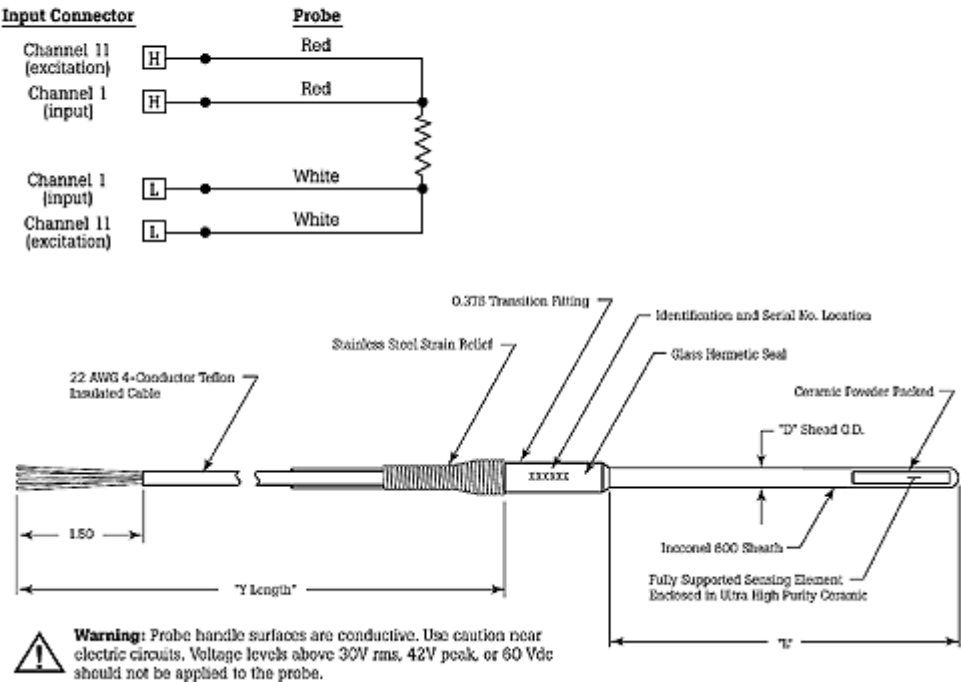 Input Connector
Probe
Channel 11
(excitation)
H
Red
Channel 1
(input)
H
Red
Channel 1
(input)
L
White
Channel 11
(excitation)
L
White
0.375 Transition Fitting
Identification and Serial No. Location
Stainless Steel Strain Relief
Glass Hermetic Seal
22 AWG 4-Conductor Teflon
Insulated Cable
Ceramic Powder Packed
"D" Shead O.D.
xxxxxx
1.50
Incconel 600 Sheath
"Y Length"
Fully Supported Sensing Element
Enclosed in Ultra High Purity Ceramic
"L"
Warning: Probe handle surfaces are conductive. Use caution near
electric circuits. Voltage levels above 30V rms, 42V peak, or 60 Vdc
should not be applied to the probe.